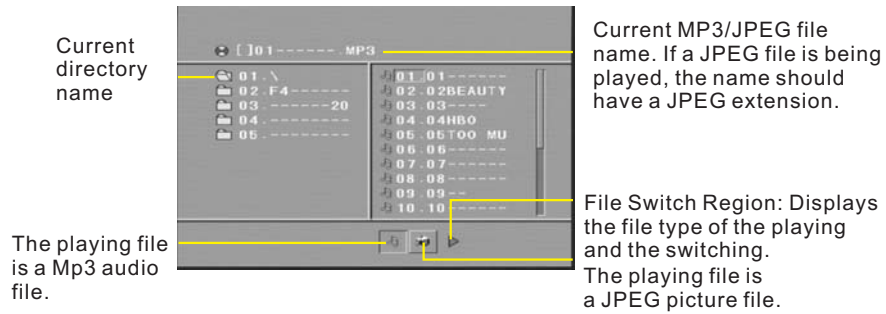 Current
directory
name
[ ]01------.MP3
01.\
02.F4------
03.------20
04.--------
05.--------
01.01------
02.02BEAUTY
03.03----
04.04HBO
05.05TOO MU
06.06------
07.07------
08.08------
09.09--
10.10------
Current MP3/JPEG file
name. If a JPEG file is being
played, the name should
have a JPEG extension.
File Switch Region: Displays
the file type of the playing
and the switching.
The playing file is
a JPEG picture file.
The playing file
is a Mp3 audio
file.